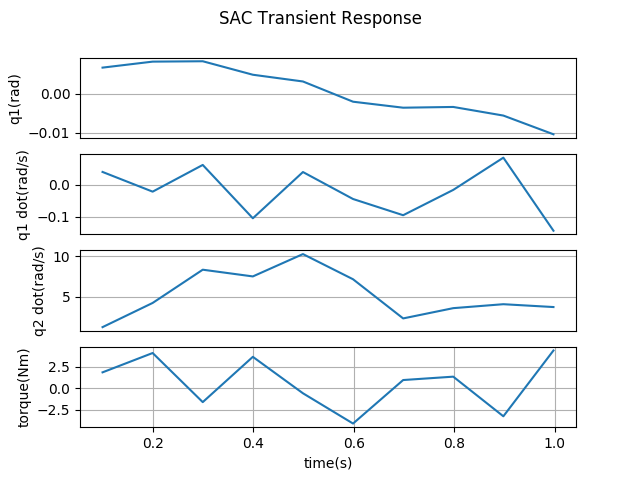 SAC Transient Response
q1(rad)
0.00
−0.01
q1 dot(rad/s)
0.0
−0.1
q2 dot(rad/s)
10
5
torque(Nm)
2.5
0.0
−2.5
0.2 0.4 0.6 0.8 1.0
time(s)